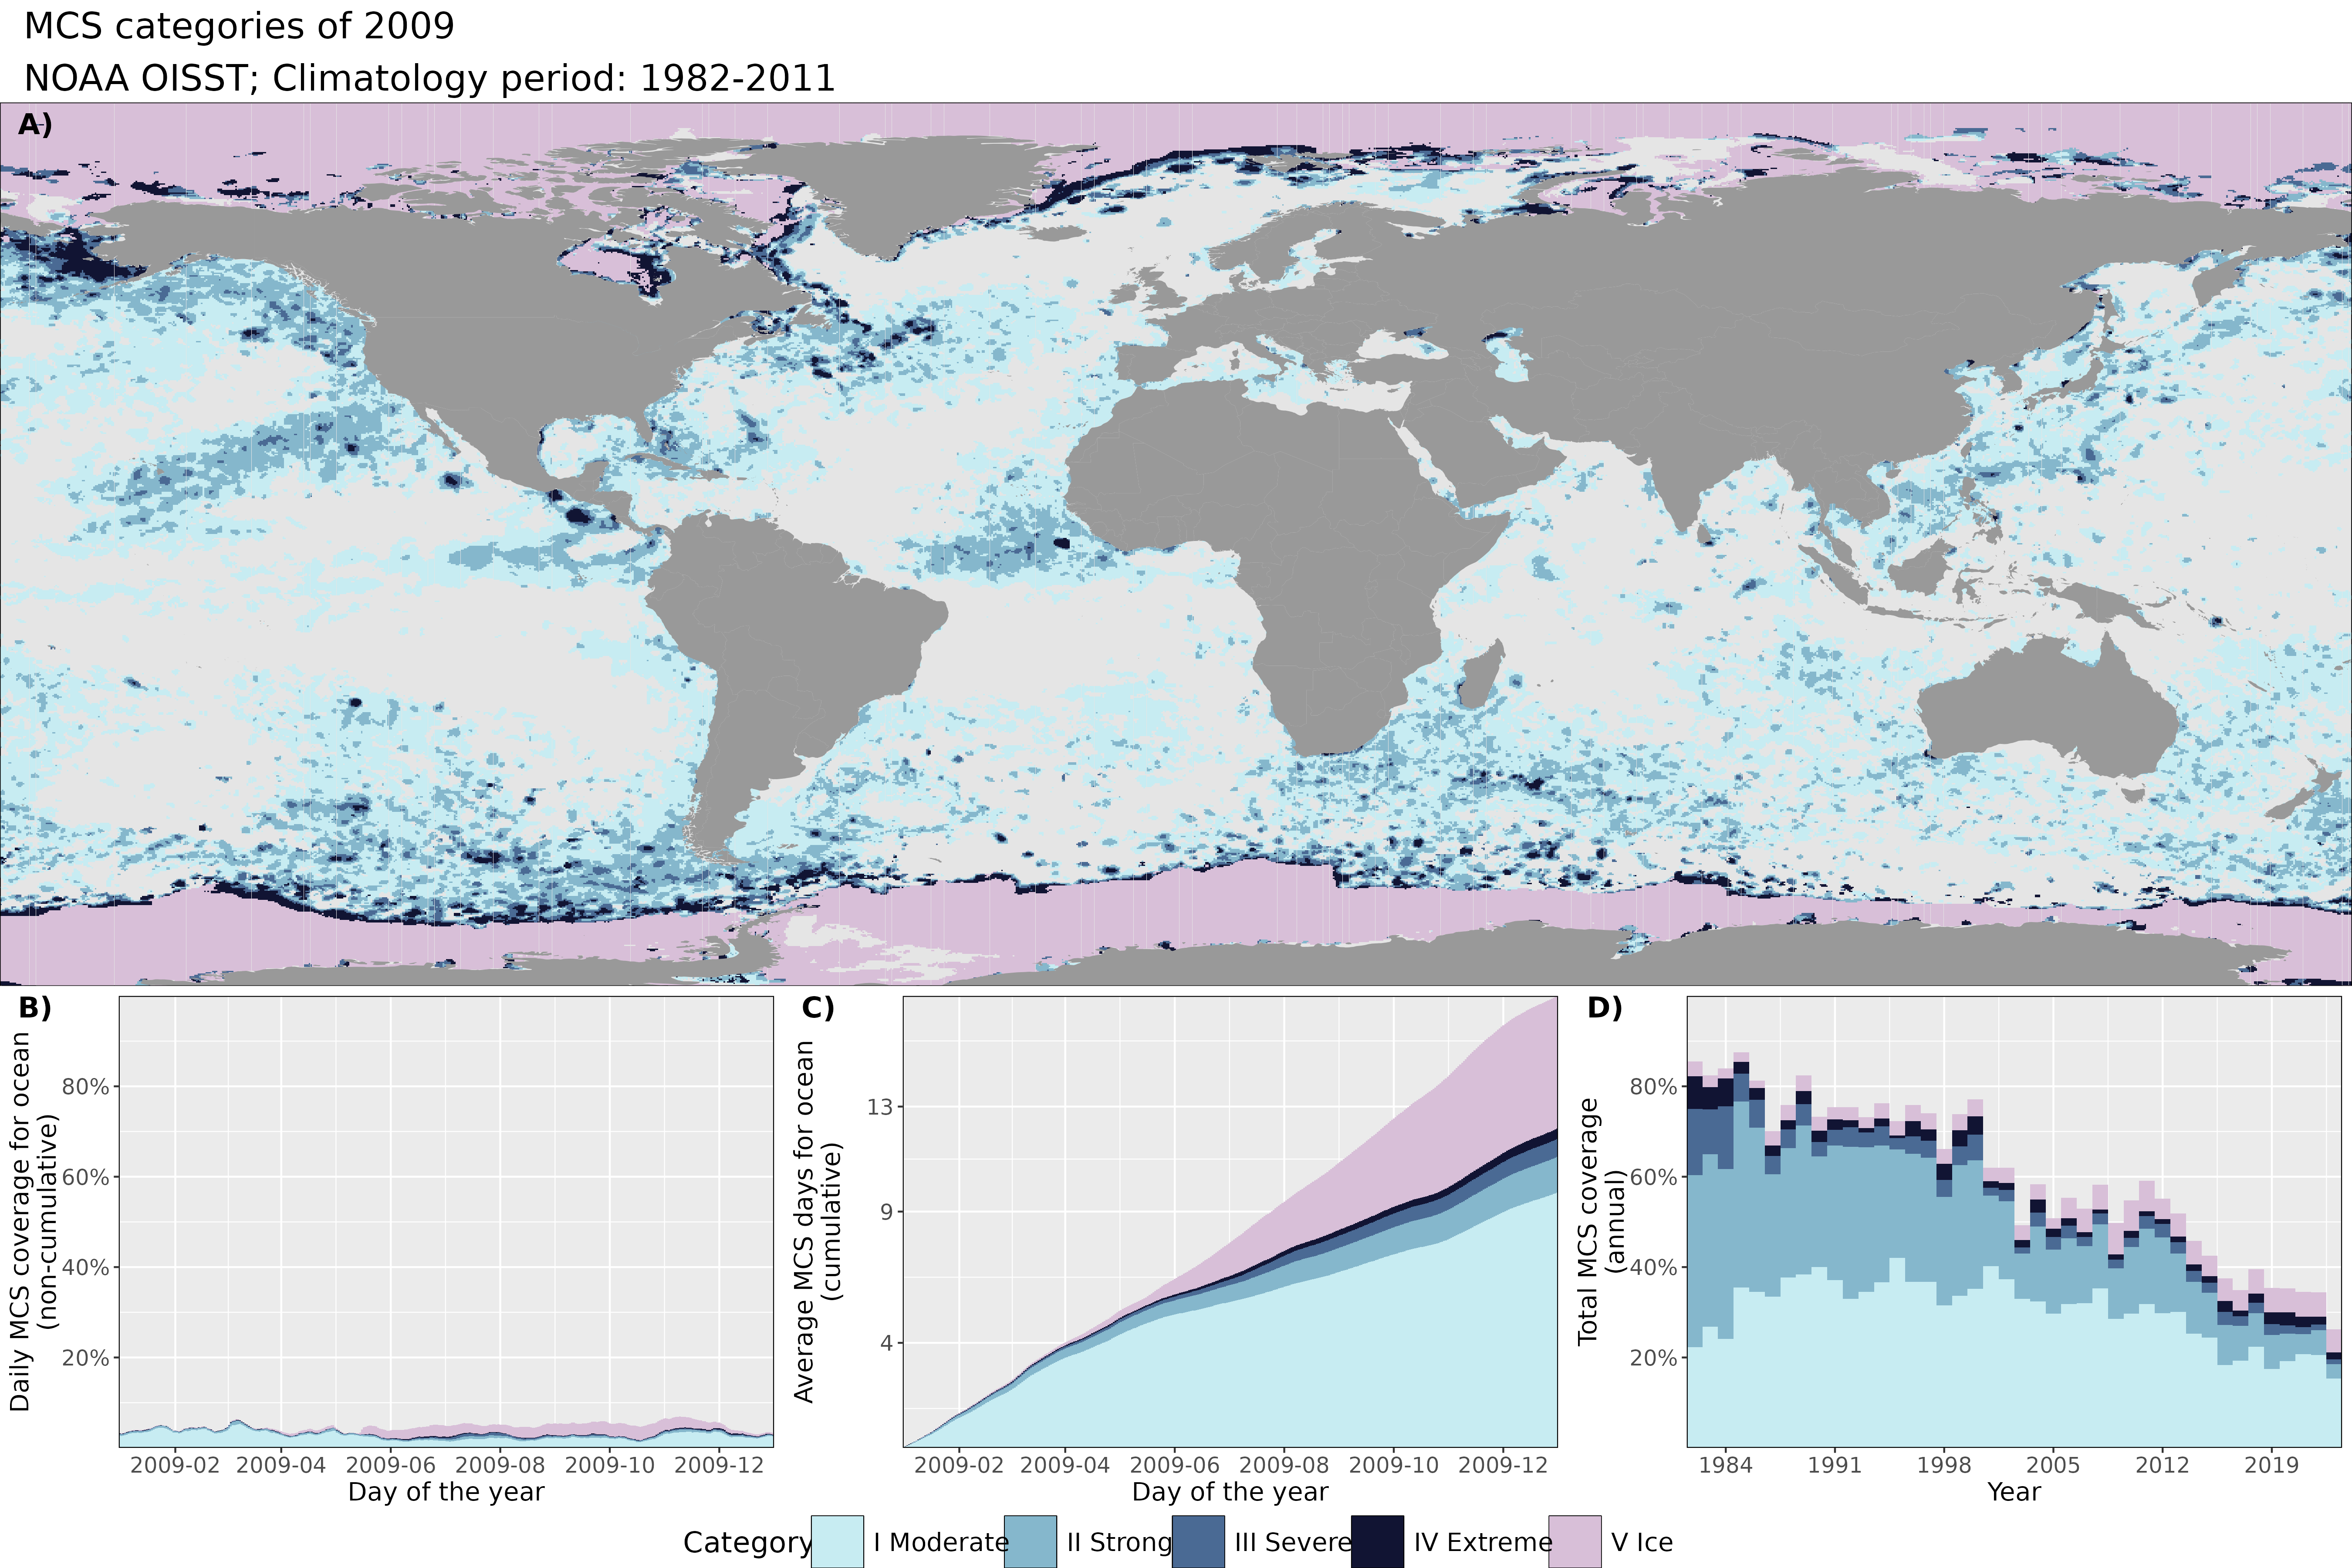 MCS categories of 2009
NOAA OISST; Climatology period: 1982-2011
A)
B)
Daily MCS coverage for ocean
(non-cumulative)
80%
60%
40%
20%
2009-02 2009-04 2009-06 2009-08 2009-10 2009-12
Day of the year
C)
Average MCS days for ocean
(cumulative)
13
9
4
2009-02 2009-04 2009-06 2009-08 2009-10 2009-12
Day of the year
D)
Total MCS coverage
(annual)
80%
60%
40%
20%
1984 1991 1998 2005 2012 2019
Year
Category I Moderate II Strong III Severe IV Extreme V Ice